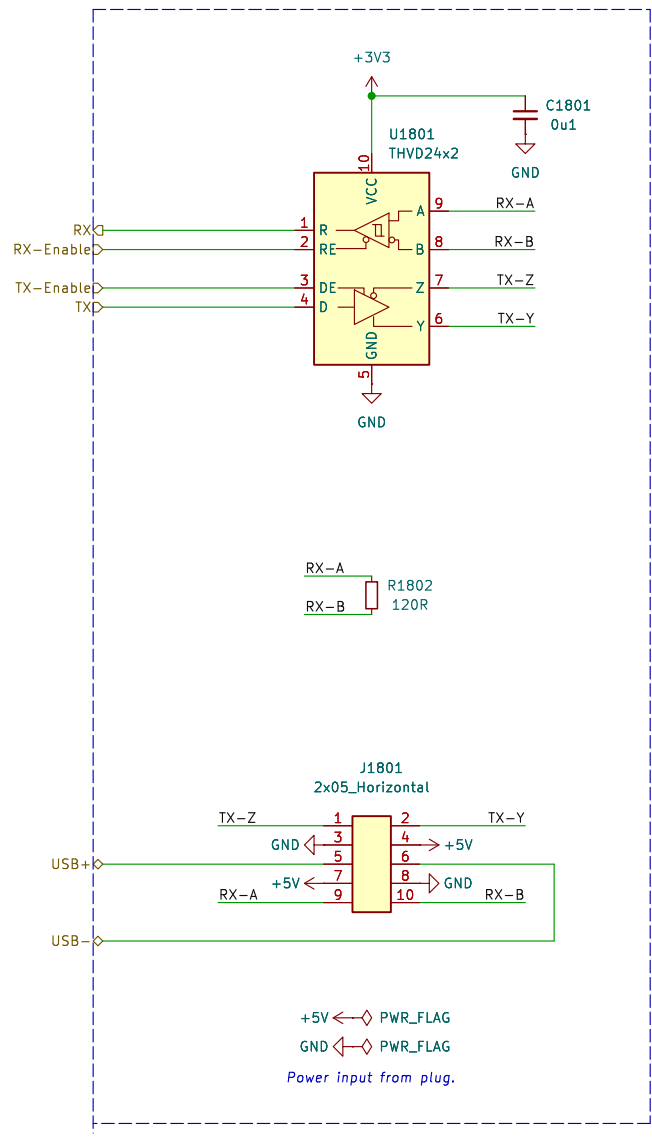 +3V3
C1801
0u1
GND
U1801
THVD24x2
10
VCC
RX 1 R A 9 RX-A
RX-Enable 2 RE B 8 RX-B
TX-Enable 3 DE Z 7 TX-Z
TX 4 D Y 6 TX-Y
GND
5
GND
RX-A
R1802
120R
RX-B
J1801
2x05_Horizontal
TX-Z 1 2 TX-Y
GND 3 4 +5V
USB+ 5 6
+5V 7 8 GND
RX-A 9 10 RX-B
USB-
+5V PWR_FLAG
GND PWR_FLAG
Power input from plug.